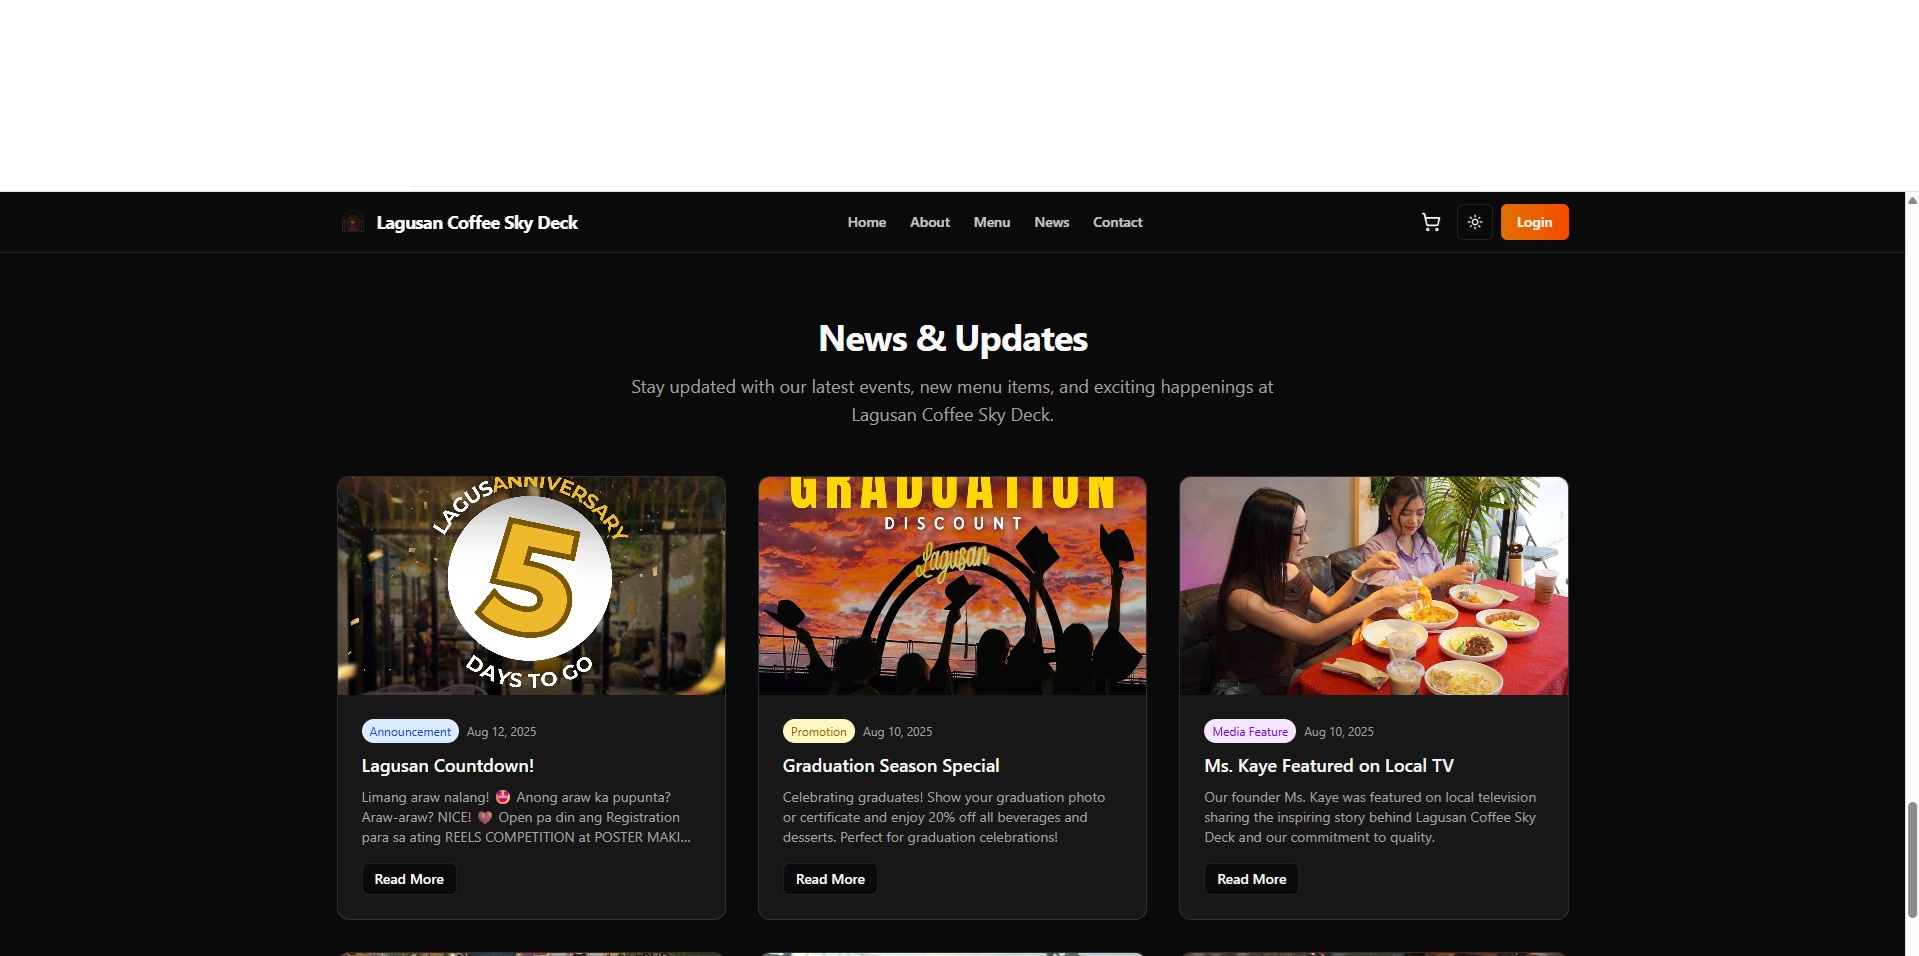 Lagusan Coffee Sky Deck
Home
About
Menu
News
Contact
Login
News & Updates
Stay updated with our latest events, new menu items, and exciting happenings at
Lagusan Coffee Sky Deck.
LAGUSANNIVERSARY
5
DAYS TO GO
Announcement
Aug 12, 2025
Lagusan Countdown!
Limang araw nalang! 🤩 Anong araw ka pupunta?
Araw-araw? NICE! 🤎 Open pa din ang Registration
para sa ating REELS COMPETITION at POSTER MAKI...
Read More
GRADUATION
DISCOUNT
Lagusan
Promotion
Aug 10, 2025
Graduation Season Special
Celebrating graduates! Show your graduation photo
or certificate and enjoy 20% off all beverages and
desserts. Perfect for graduation celebrations!
Read More
Media Feature
Aug 10, 2025
Ms. Kaye Featured on Local TV
Our founder Ms. Kaye was featured on local television
sharing the inspiring story behind Lagusan Coffee Sky
Deck and our commitment to quality.
Read More